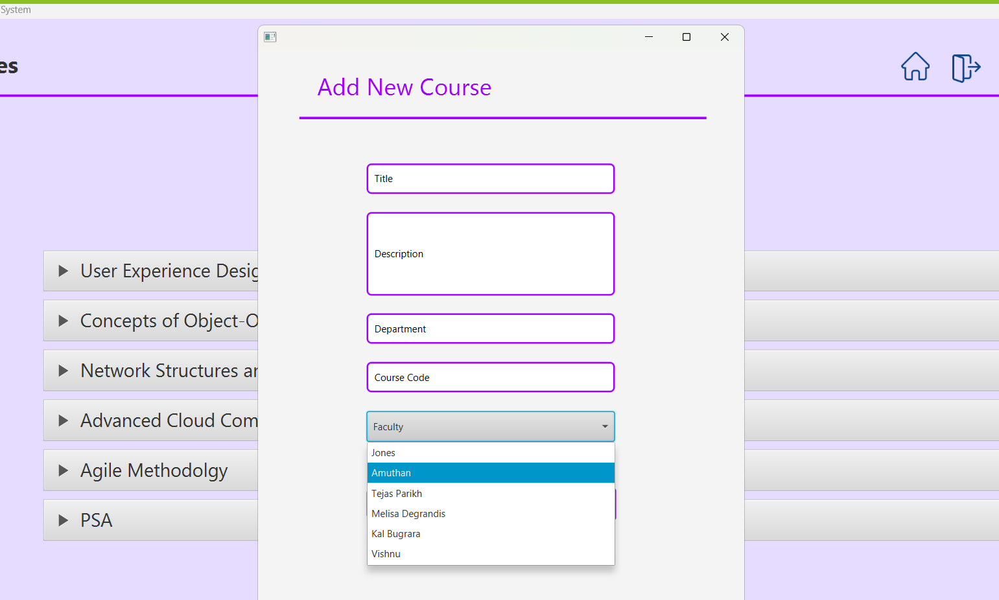 System
es
Add New Course
Title
Description
Department
Course Code
Faculty
Jones
Amuthan
Tejas Parikh
Melisa Degrandis
Kal Bugrara
Vishnu
User Experience Desig
Concepts of Object-O
Network Structures an
Advanced Cloud Com
Agile Methodolgy
PSA